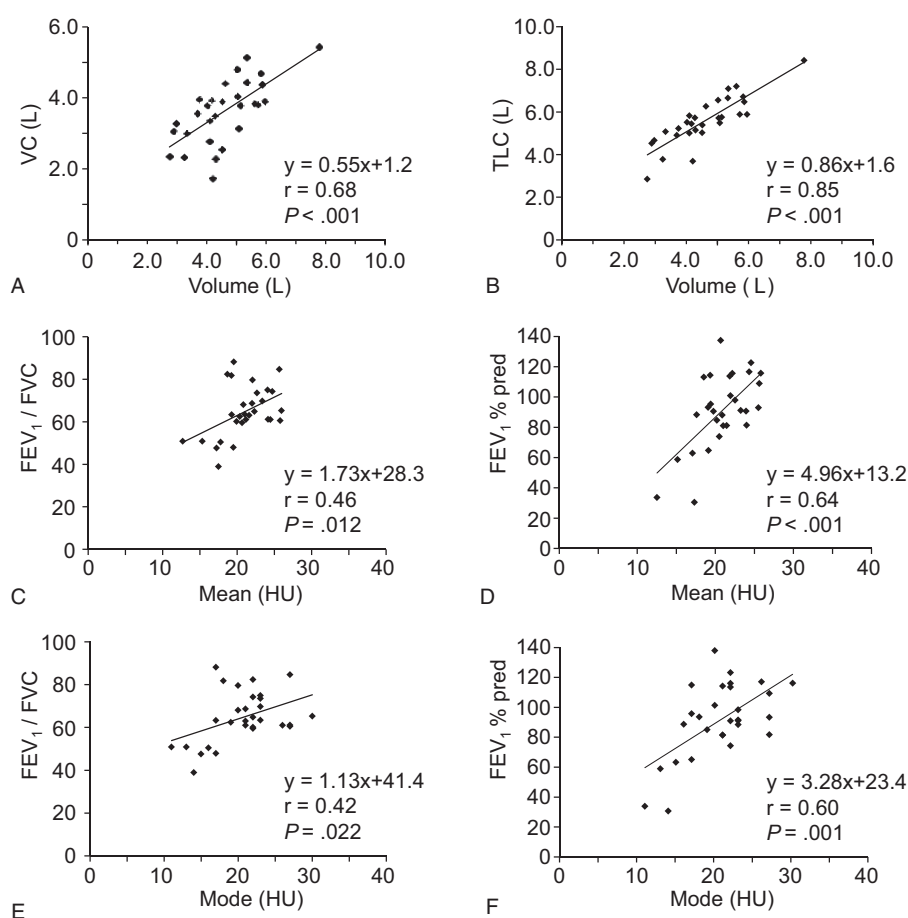 6.0
4.0
2.0
0
VC (L)
y = 0.55x+1.2
r = 0.68
P < .001
0 2.0 4.0 6.0 8.0 10.0
Volume (L)
A
10.0
8.0
6.0
4.0
2.0
0
TLC (L)
y = 0.86x+1.6
r = 0.85
P < .001
0 2.0 4.0 6.0 8.0 10.0
Volume ( L)
B
100
80
60
40
20
0
FEV1 / FVC
y = 1.73x+28.3
r = 0.46
P = .012
0 10 20 30 40
Mean (HU)
C
140
120
100
80
60
40
20
0
FEV1 % pred
y = 4.96x+13.2
r = 0.64
P < .001
0 10 20 30 40
Mean (HU)
D
100
80
60
40
20
0
FEV1 / FVC
y = 1.13x+41.4
r = 0.42
P = .022
0 10 20 30 40
Mode (HU)
E
140
120
100
80
60
40
20
0
FEV1 % pred
y = 3.28x+23.4
r = 0.60
P = .001
0 10 20 30 40
Mode (HU)
F